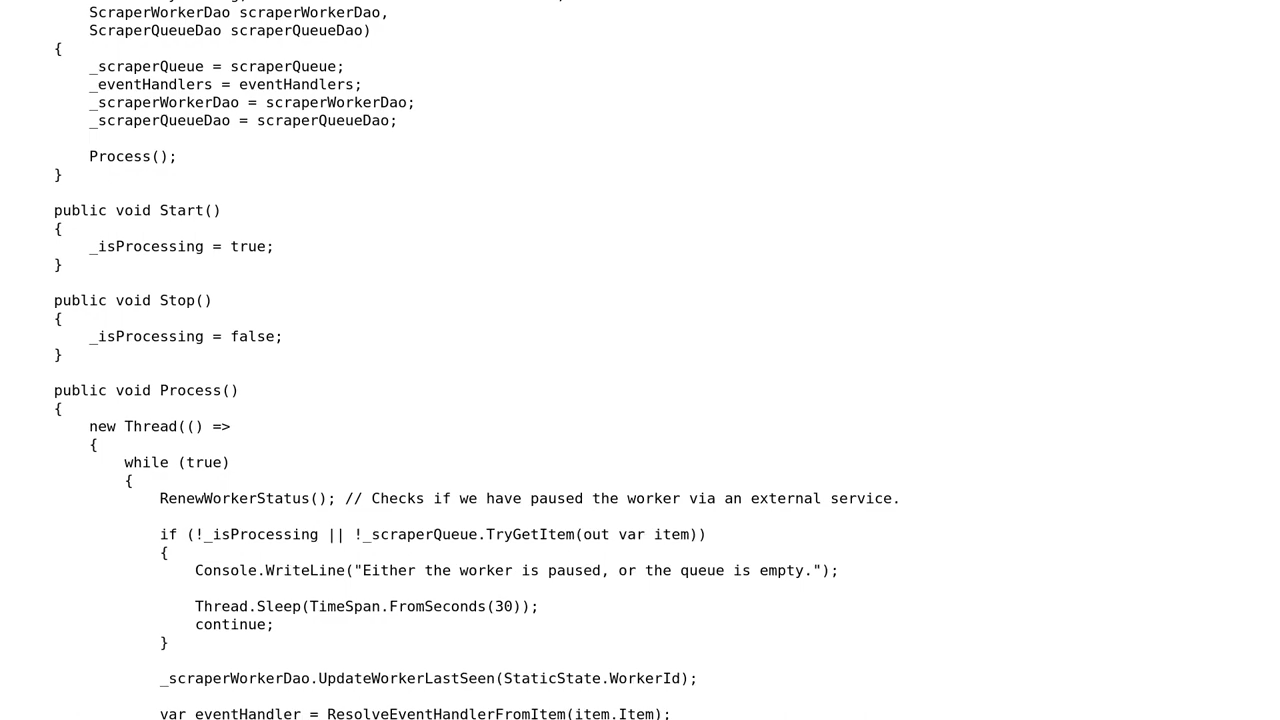 ScraperWorkerDao scraperWorkerDao,
ScraperQueueDao scraperQueueDao)
{
_scraperQueue = scraperQueue;
_eventHandlers = eventHandlers;
_scraperWorkerDao = scraperWorkerDao;
_scraperQueueDao = scraperQueueDao;
Process();
}
public void Start()
{
_isProcessing = true;
}
public void Stop()
{
_isProcessing = false;
}
public void Process()
{
new Thread(() =>
{
while (true)
{
RenewWorkerStatus(); // Checks if we have paused the worker via an external service.
if (!_isProcessing || !_scraperQueue.TryGetItem(out var item))
{
Console.WriteLine("Either the worker is paused, or the queue is empty.");
Thread.Sleep(TimeSpan.FromSeconds(30));
continue;
}
_scraperWorkerDao.UpdateWorkerLastSeen(StaticState.WorkerId);
var eventHandler = ResolveEventHandlerFromItem(item.Item);